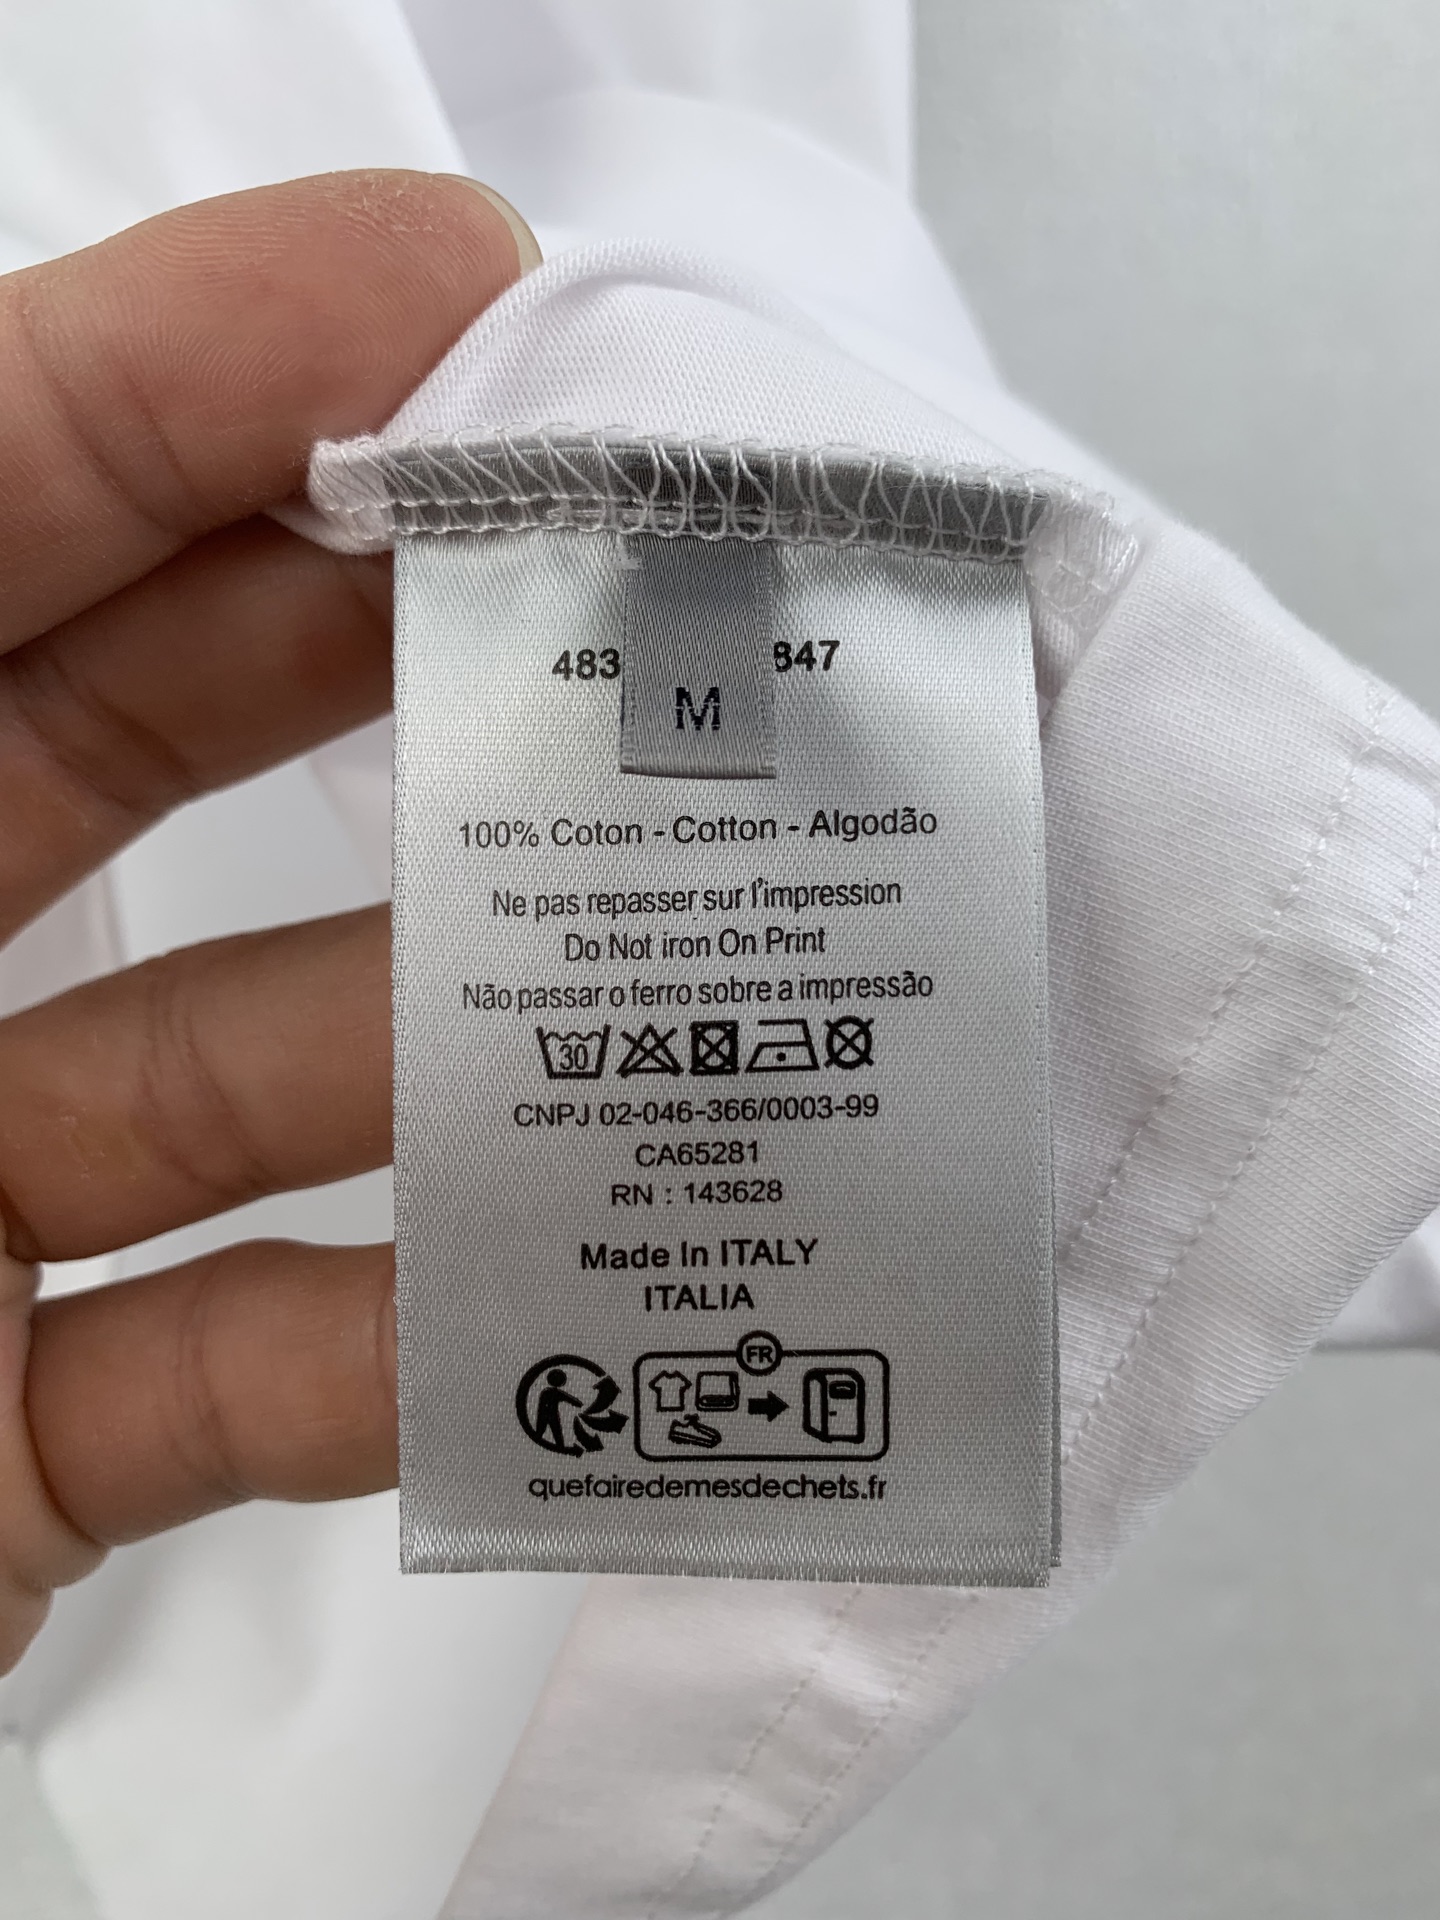 483 847
M
100% Coton - Cotton - Algodão
Ne pas repasser sur l'impression
Do Not iron On Print
Não passar o ferro sobre a impressão
30
CNPJ 02-046-366/0003-99
CA65281
RN : 143628
Made In ITALY
ITALIA
FR
quefairedemesdechets.fr